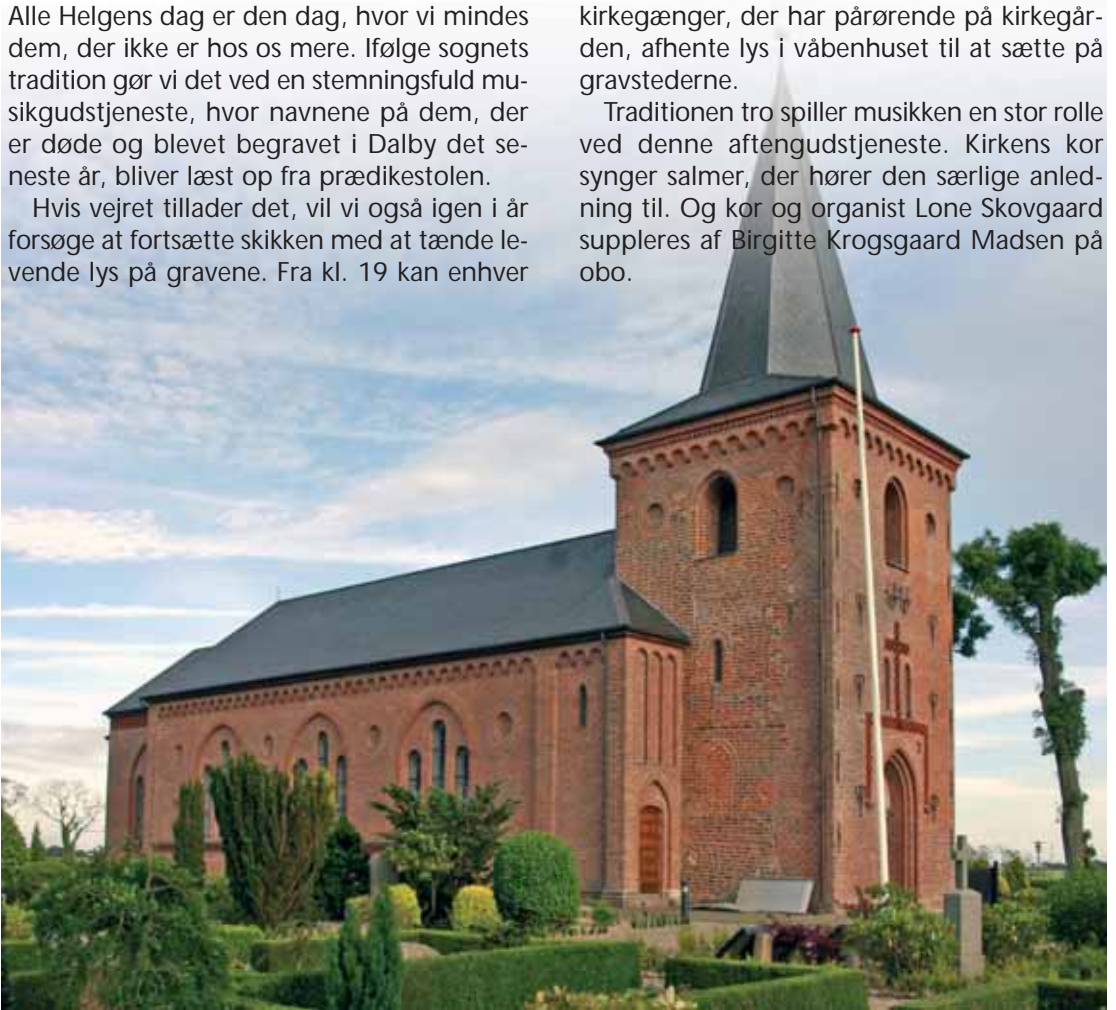 Alle Helgens dag er den dag, hvor vi mindes
dem, der ikke er hos os mere. Ifølge sognets
tradition gør vi det ved en stemningsfuld mu-
sikgudstjeneste, hvor navnene på dem, der
er døde og blevet begravet i Dalby det se-
neste år, bliver læst op fra prædikestolen.
Hvis vejret tillader det, vil vi også igen i år
forsøge at fortsætte skikken med at tænde le-
vende lys på gravene. Fra kl. 19 kan enhver
kirkegænger, der har pårørende på kirkegår-
den, afhente lys i våbenhuset til at sætte på
gravstederne.
Traditionen tro spiller musikken en stor rolle
ved denne aftengudstjeneste. Kirkens kor
synger salmer, der hører den særlige anled-
ning til. Og kor og organist Lone Skovgaard
suppleres af Birgitte Krogsgaard Madsen på
obo.